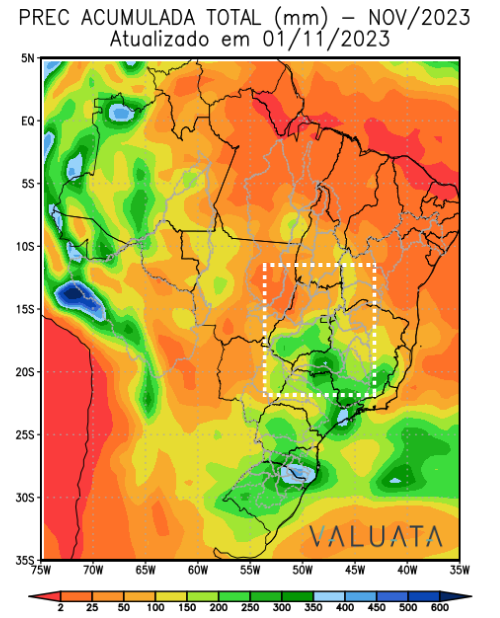 PREC ACUMULADA TOTAL (mm) – NOV/2023
Atualizado em 01/11/2023
5N
EQ
5S
10S
15S
20S
25S
30S
35S
75W 70W 65W 60W 55W 50W 45W 40W 35W
VALUATA
2 25 50 100 150 200 250 300 350 400 450 500 600